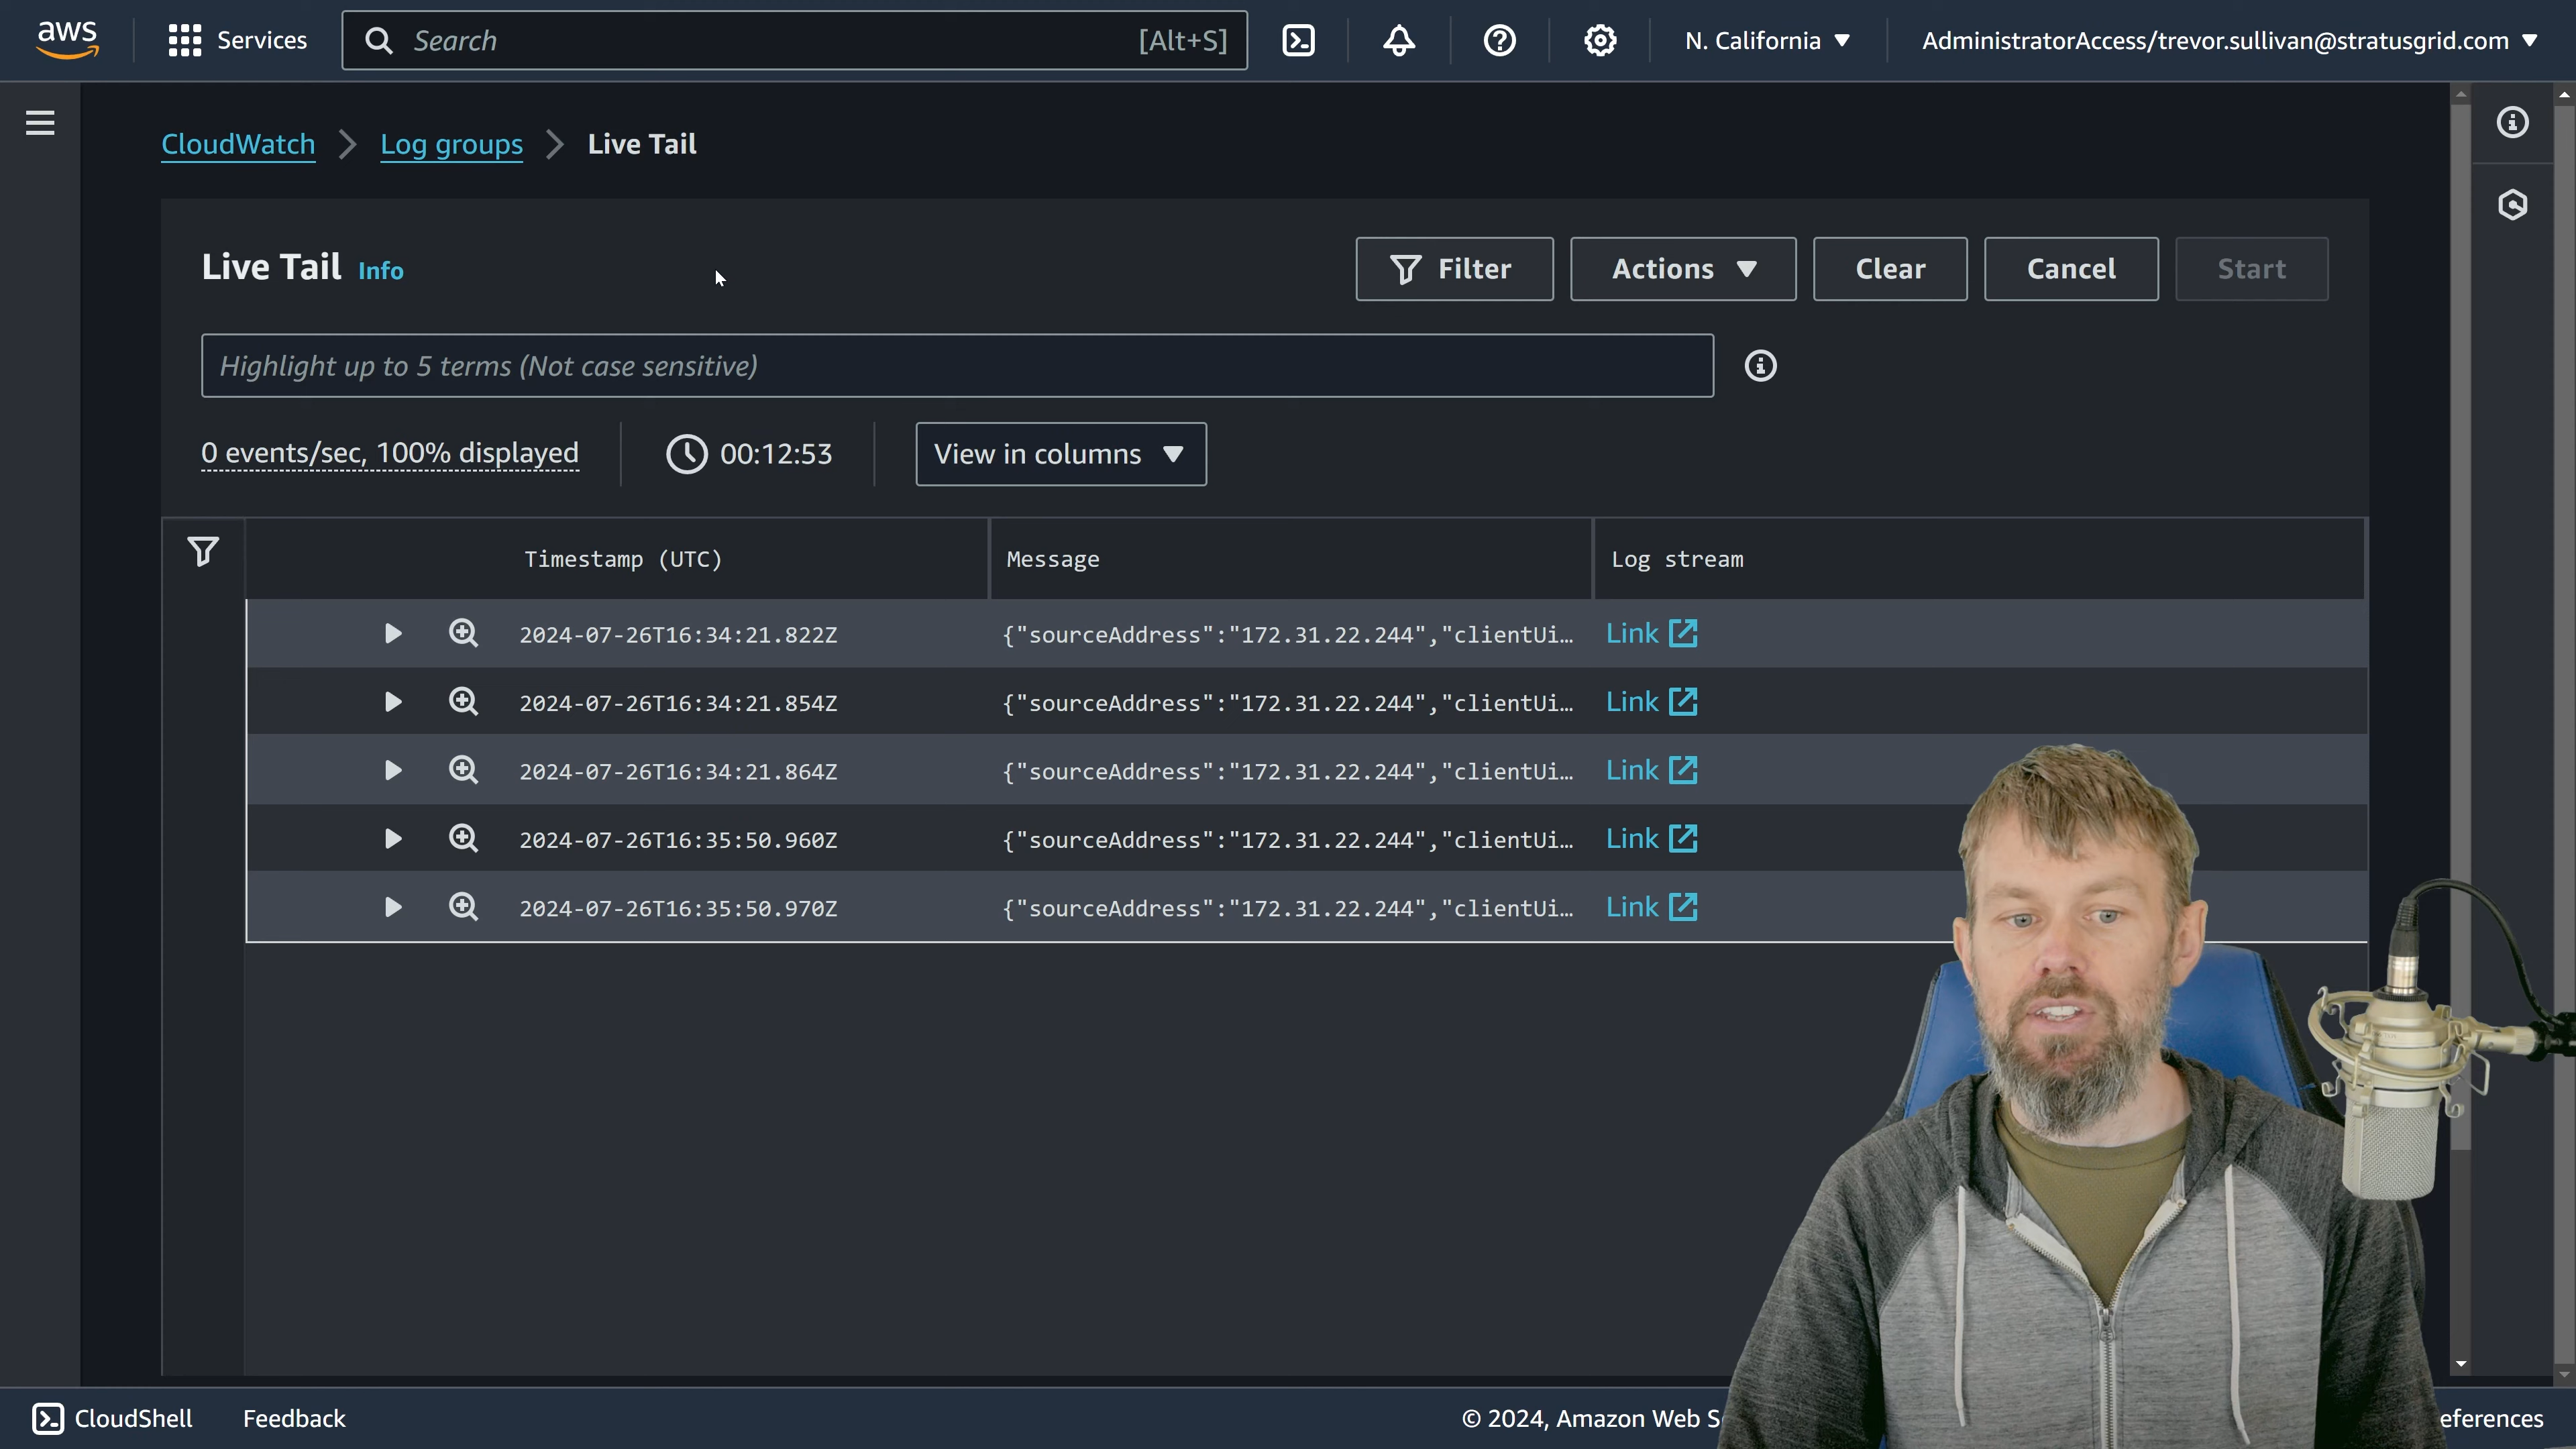 aws Services Search [Alt+S] N. California AdministratorAccess/trevor.sullivan@stratusgrid.com
CloudWatch Log groups Live Tail
Live Tail Info Filter Actions Clear Cancel Start
Highlight up to 5 terms (Not case sensitive)
0 events/sec, 100% displayed 00:12:53 View in columns
Timestamp (UTC) Message Log stream
2024-07-26T16:34:21.822Z {"sourceAddress":"172.31.22.244","clientUi… Link
2024-07-26T16:34:21.854Z {"sourceAddress":"172.31.22.244","clientUi… Link
2024-07-26T16:34:21.864Z {"sourceAddress":"172.31.22.244","clientUi… Link
2024-07-26T16:35:50.960Z {"sourceAddress":"172.31.22.244","clientUi… Link
2024-07-26T16:35:50.970Z {"sourceAddress":"172.31.22.244","clientUi… Link
CloudShell Feedback © 2024, Amazon Web